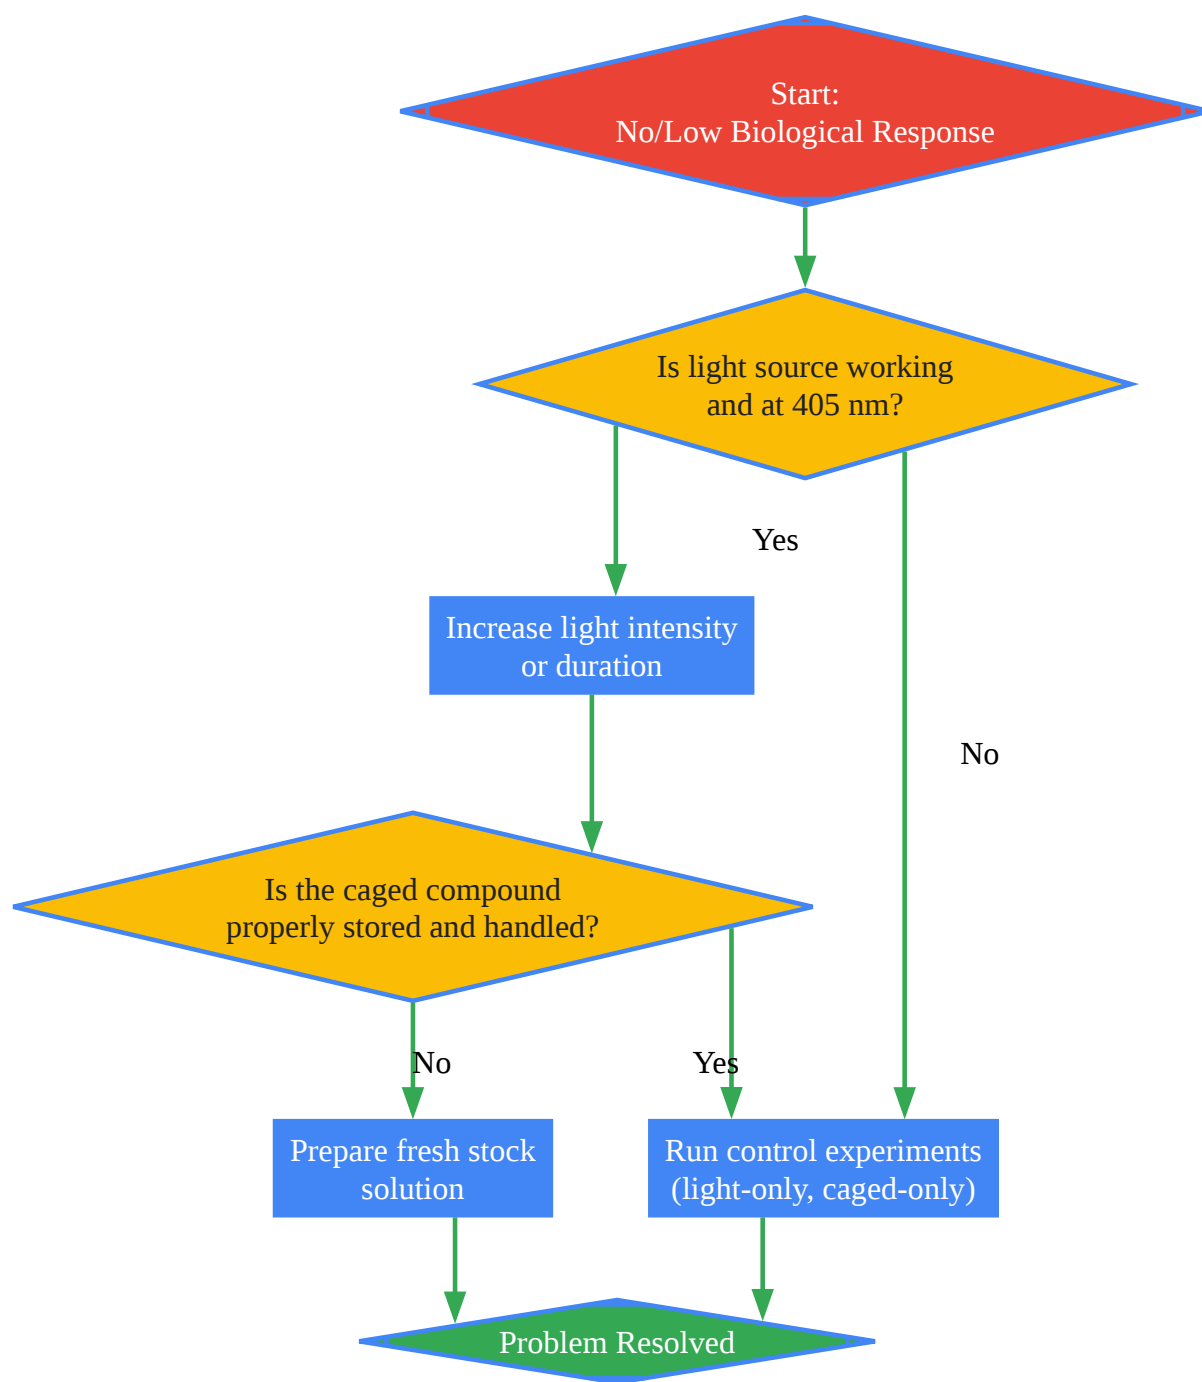 Start:
No/Low Biological Response
Is light source working
and at 405 nm?
Yes
Increase light intensity
or duration
No
Is the caged compound
properly stored and handled?
No
Yes
Prepare fresh stock
solution
Run control experiments
(light-only, caged-only)
Problem Resolved